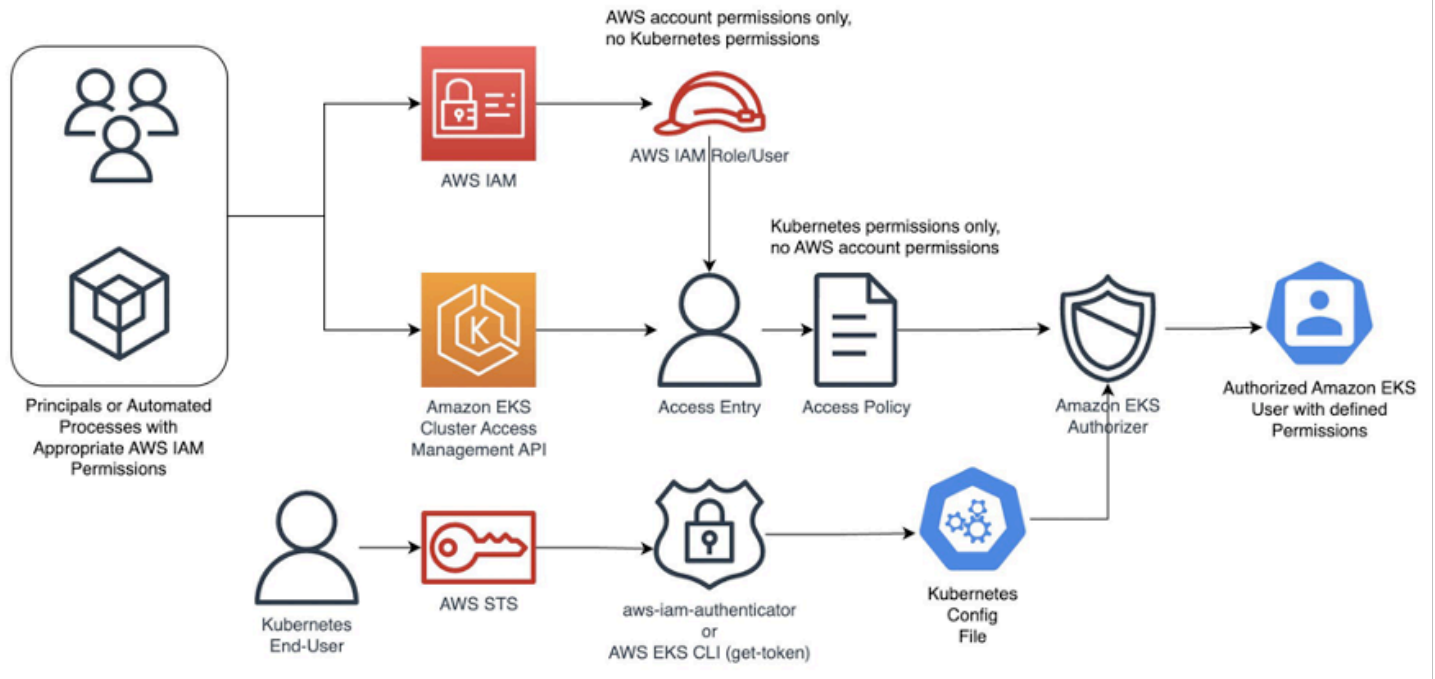 AWS account permissions only,
no Kubernetes permissions
AWS IAM
AWS IAM Role/User
Kubernetes permissions only,
no AWS account permissions
Principals or Automated
Processes with
Appropriate AWS IAM
Permissions
Amazon EKS
Cluster Access
Management API
K
Access Entry
Access Policy
Amazon EKS
Authorizer
Authorized Amazon EKS
User with defined
Permissions
Kubernetes
End-User
AWS STS
aws-iam-authenticator
or
AWS EKS CLI (get-token)
Kubernetes
Config
File